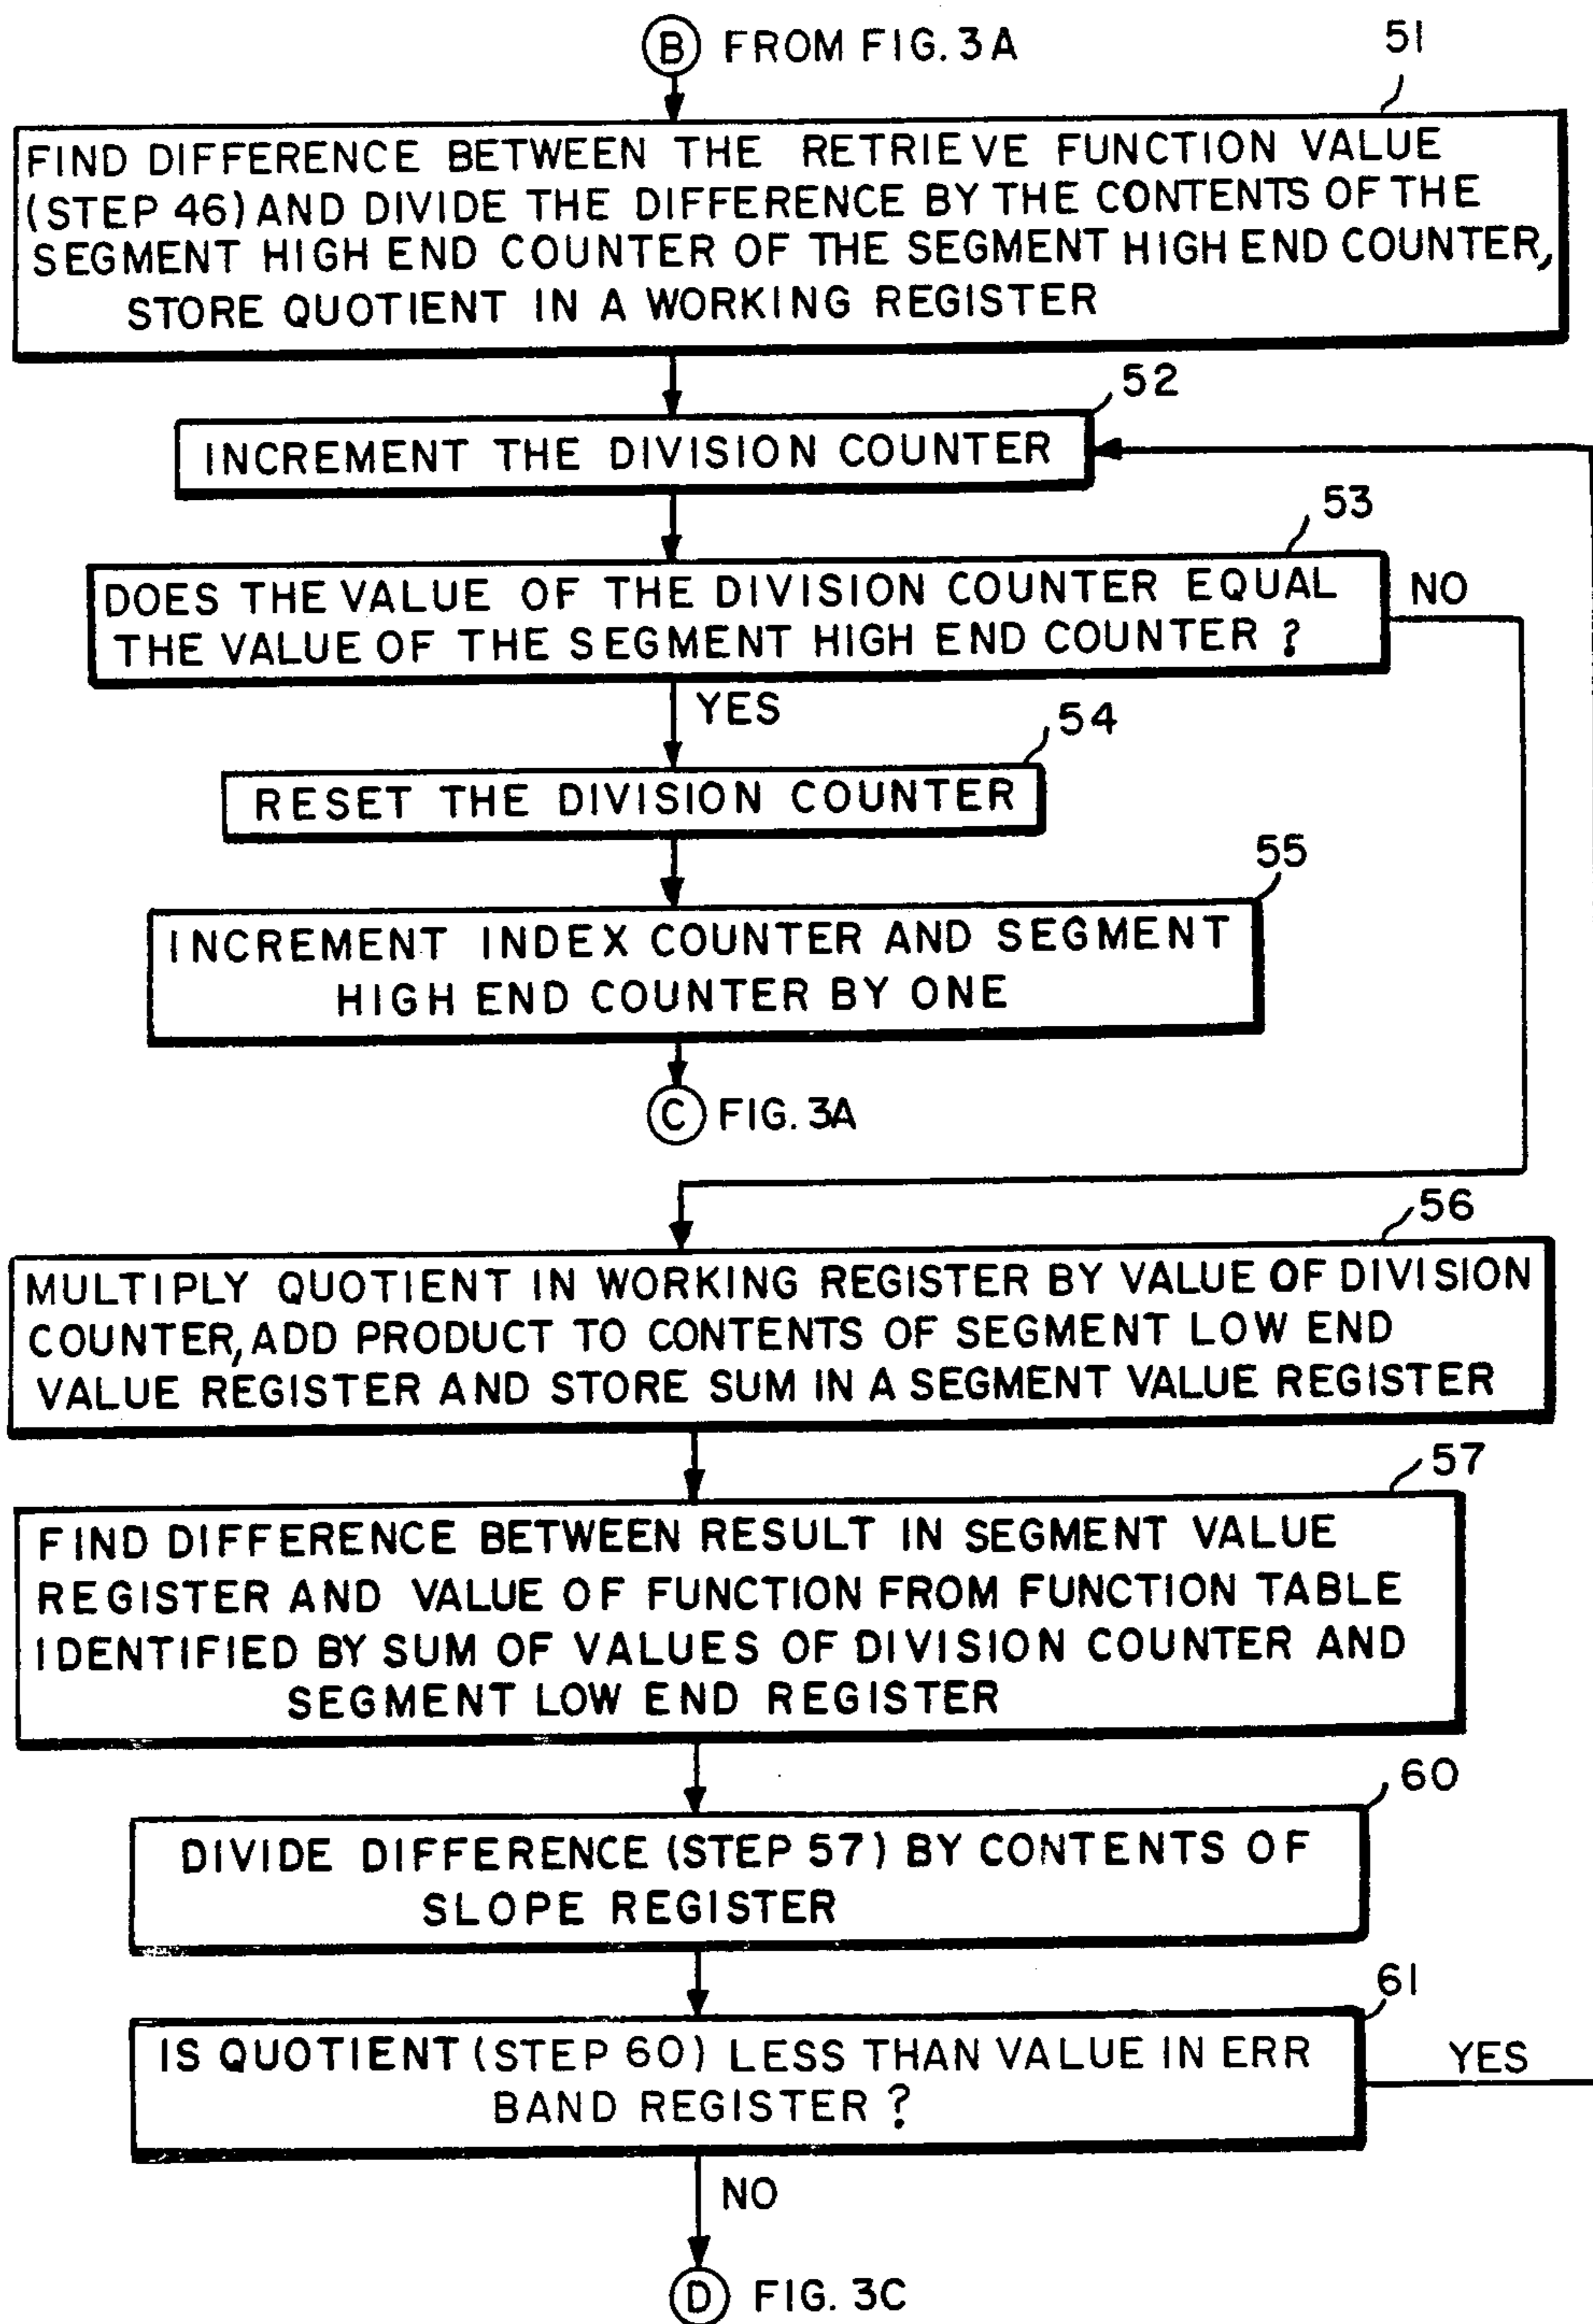 B FROM FIG. 3A
51
FIND DIFFERENCE BETWEEN THE RETRIEVE FUNCTION VALUE
(STEP 46) AND DIVIDE THE DIFFERENCE BY THE CONTENTS OF THE
SEGMENT HIGH END COUNTER OF THE SEGMENT HIGH END COUNTER,
STORE QUOTIENT IN A WORKING REGISTER
52
INCREMENT THE DIVISION COUNTER
53
DOES THE VALUE OF THE DIVISION COUNTER EQUAL
THE VALUE OF THE SEGMENT HIGH END COUNTER ?
NO
YES
54
RESET THE DIVISION COUNTER
55
INCREMENT INDEX COUNTER AND SEGMENT
HIGH END COUNTER BY ONE
C FIG. 3A
56
MULTIPLY QUOTIENT IN WORKING REGISTER BY VALUE OF DIVISION
COUNTER, ADD PRODUCT TO CONTENTS OF SEGMENT LOW END
VALUE REGISTER AND STORE SUM IN A SEGMENT VALUE REGISTER
57
FIND DIFFERENCE BETWEEN RESULT IN SEGMENT VALUE
REGISTER AND VALUE OF FUNCTION FROM FUNCTION TABLE
IDENTIFIED BY SUM OF VALUES OF DIVISION COUNTER AND
SEGMENT LOW END REGISTER
60
DIVIDE DIFFERENCE (STEP 57) BY CONTENTS OF
SLOPE REGISTER
61
IS QUOTIENT (STEP 60) LESS THAN VALUE IN ERR
BAND REGISTER ?
YES
NO
D FIG. 3C